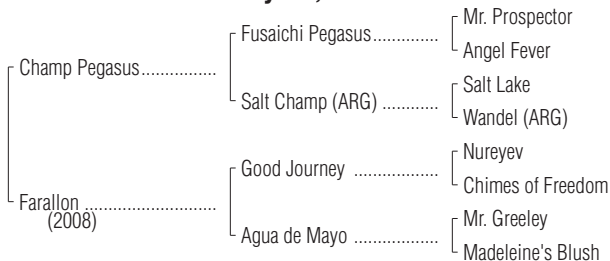 Mr. Prospector
Fusaichi Pegasus..............
Angel Fever
Champ Pegasus................
Salt Lake
Salt Champ (ARG) ............
Wandel (ARG)
Nureyev
Good Journey ..................
Chimes of Freedom
Farallon ............................
(2008)
Mr. Greeley
Agua de Mayo ..................
Madeleine's Blush